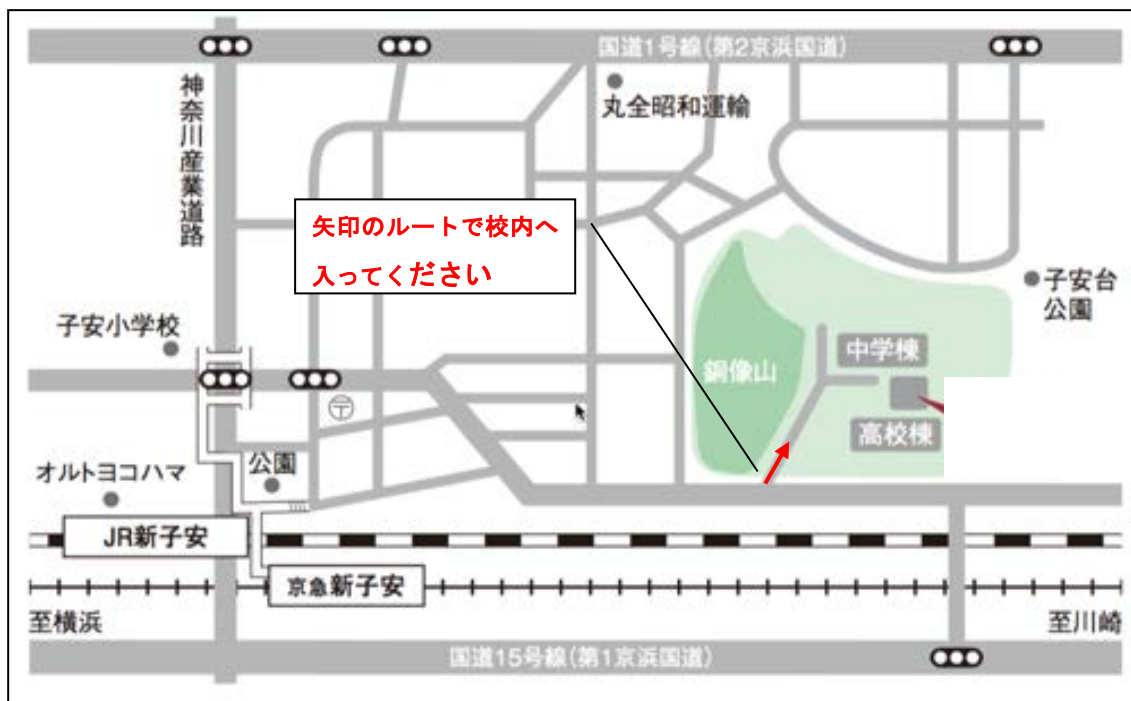 国道1号線(第2京浜国道)
神奈川産業道路
丸全昭和運輸
矢印のルートで校内へ
入ってください
子安台
公園
子安小学校
中学棟
銅像山
高校棟
〒
公園
オルトヨコハマ
JR新子安
京急新子安
至横浜
至川崎
国道15号線(第1京浜国道)